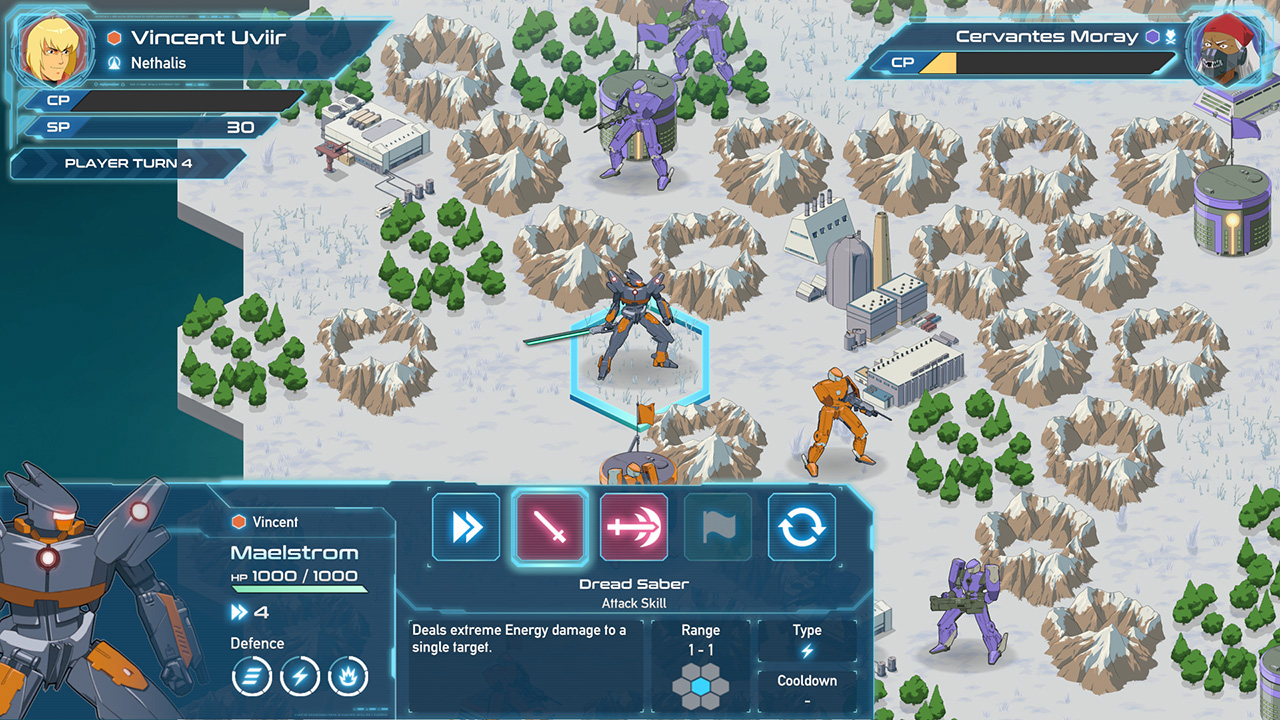 Vincent Uviir
Nethalis
CP
SP 30
PLAYER TURN 4
Cervantes Moray
CP
Vincent
Maelstrom
HP 1000 / 1000
4
Defence
Dread Saber
Attack Skill
Deals extreme Energy damage to a
single target.
Range
1 - 1
Type
Cooldown
-